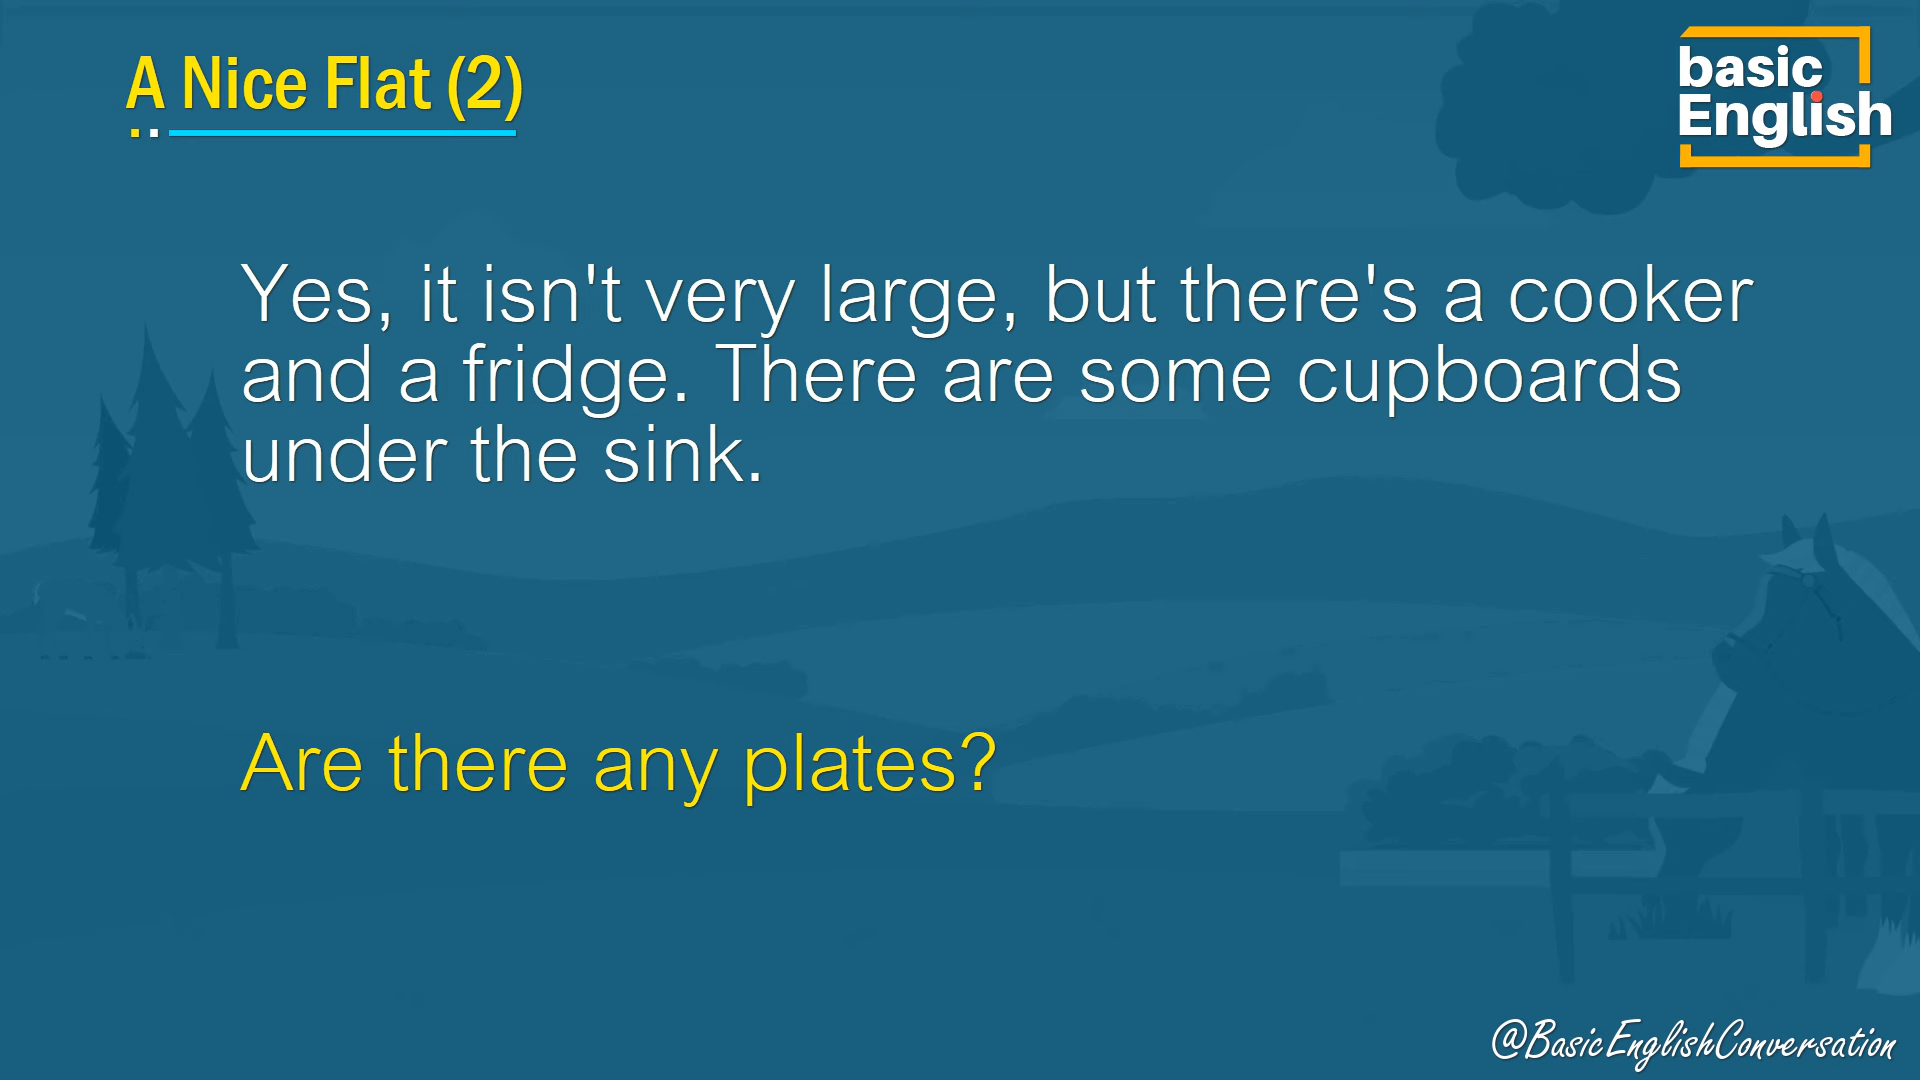 A Nice Flat (2)
basic
English
Yes, it isn't very large, but there's a cooker
and a fridge. There are some cupboards
under the sink.
Are there any plates?
@BasicEnglishConversation